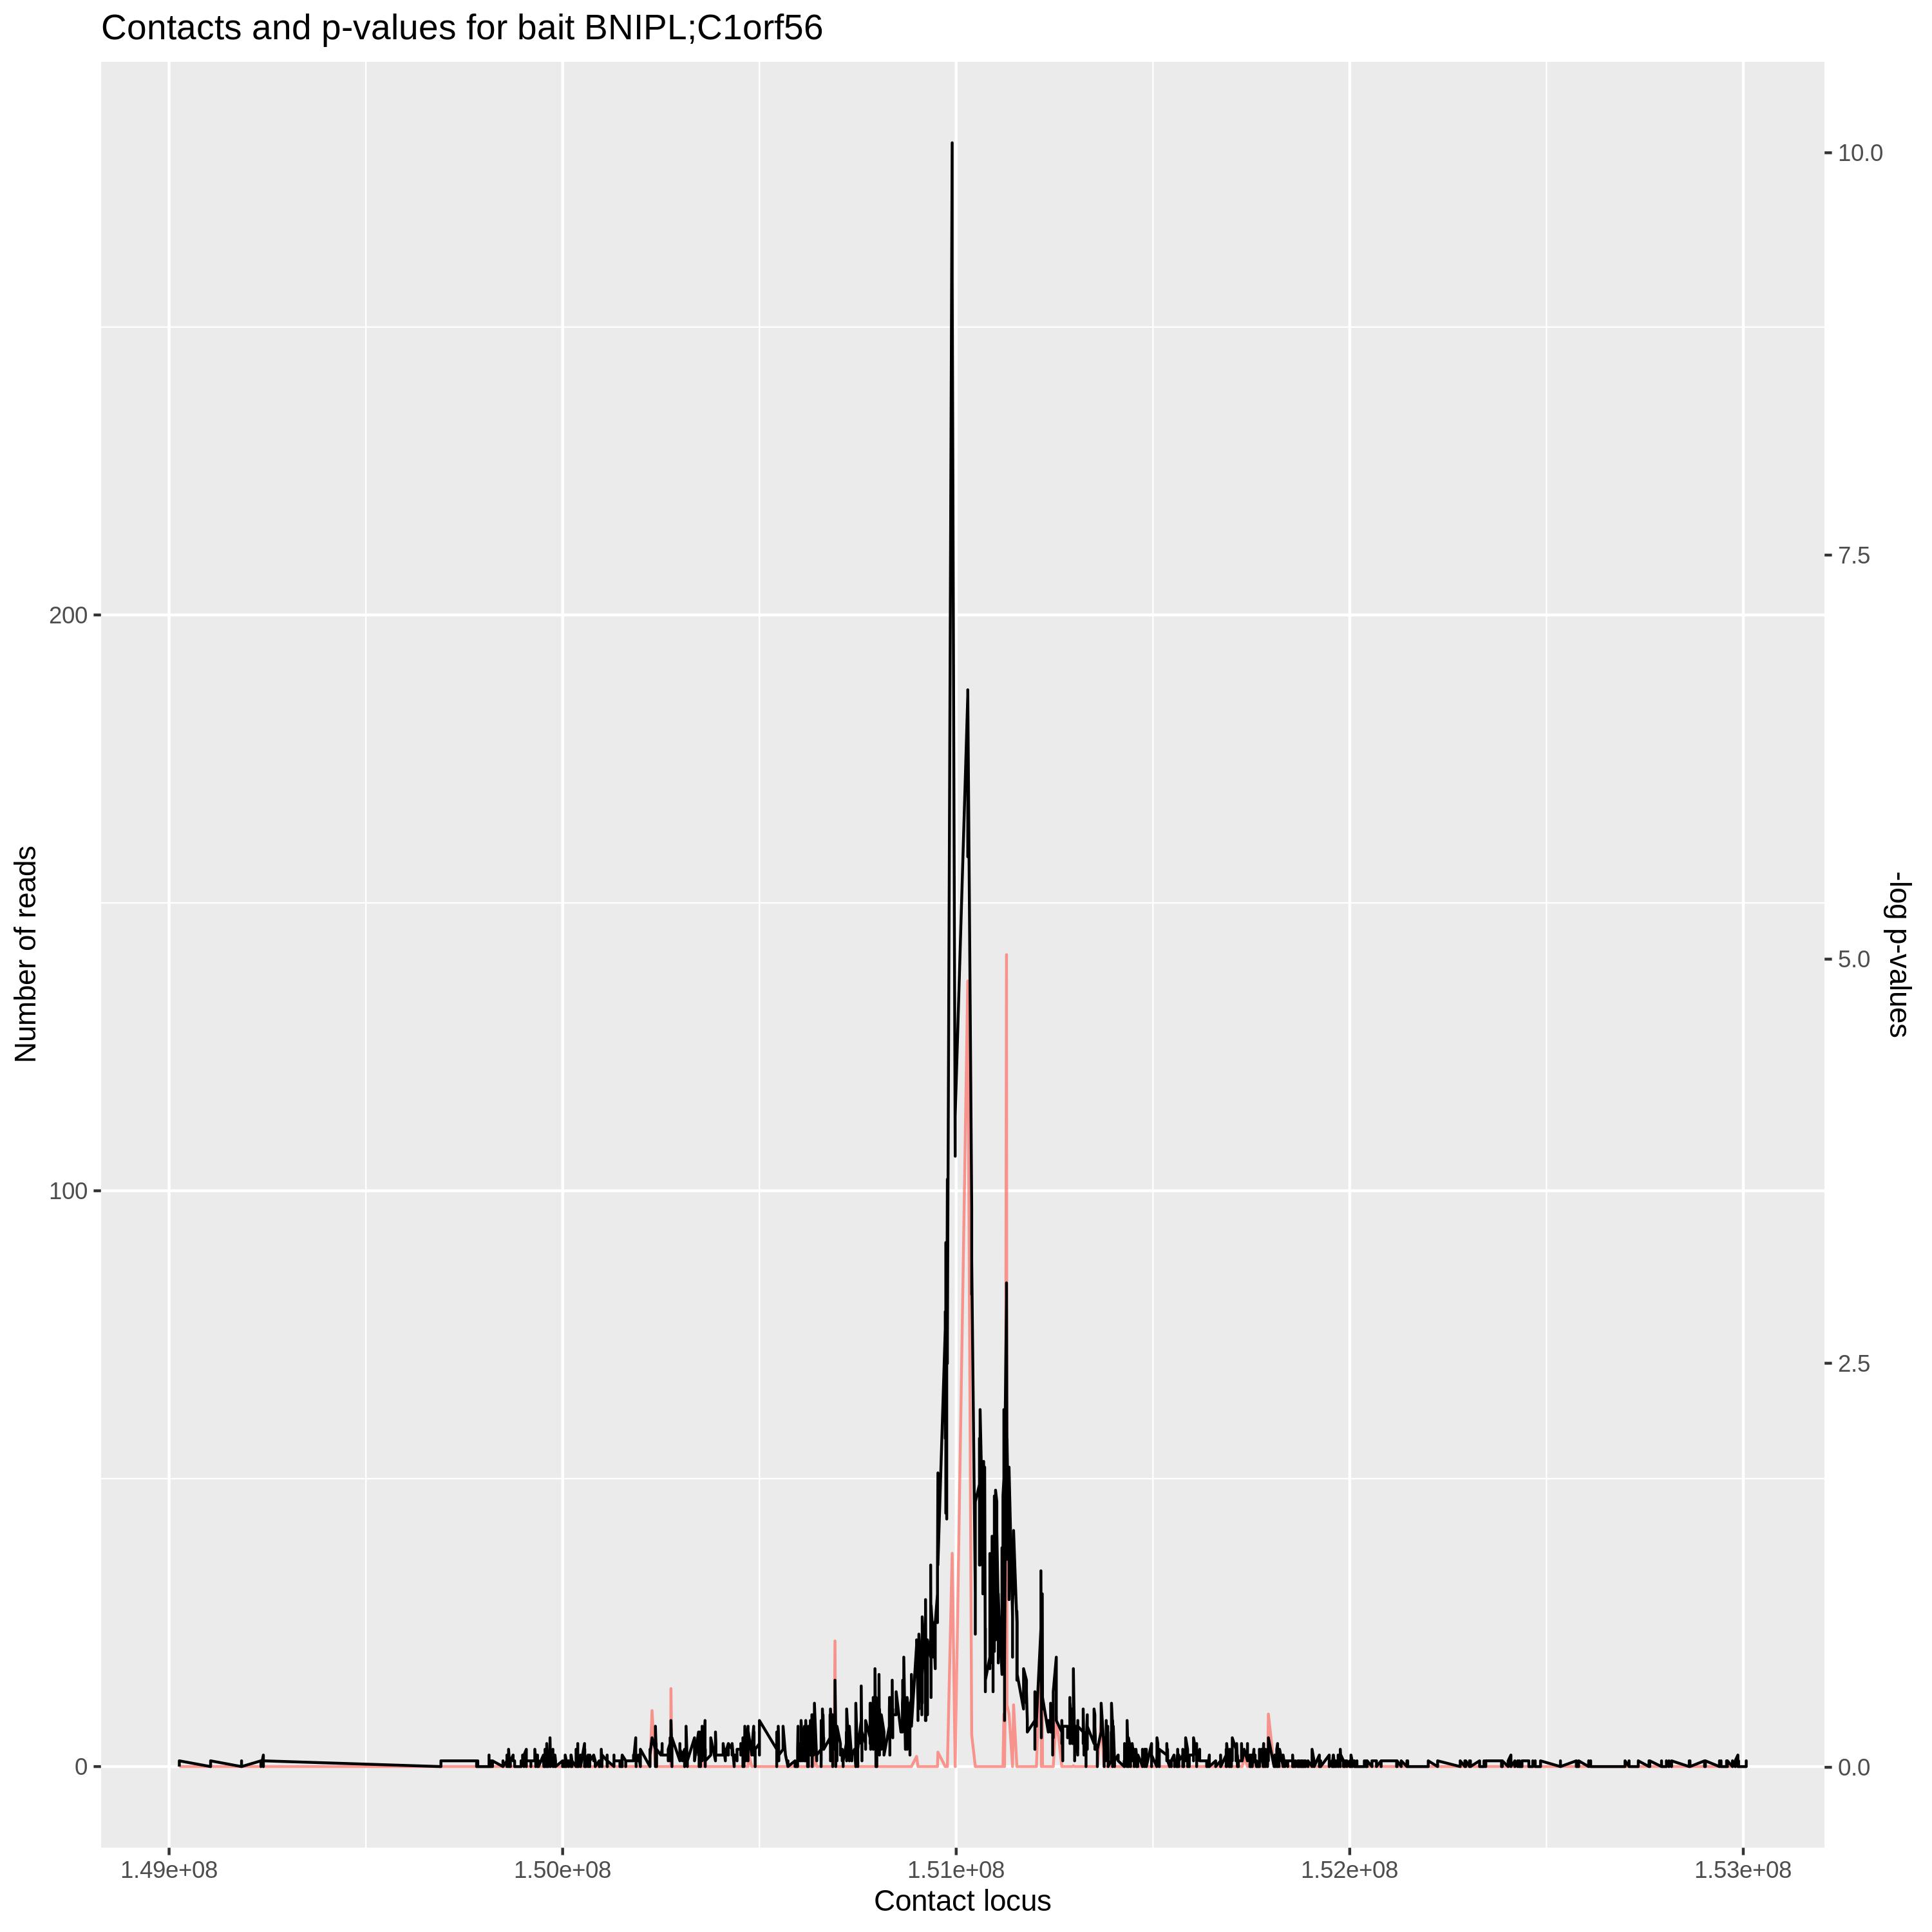 Contacts and p-values for bait BNIPL;C1orf56
10.0
7.5
200
Number of reads
-log p-values
5.0
100
2.5
0
0.0
1.49e+08
1.50e+08
1.51e+08
1.52e+08
1.53e+08
Contact locus